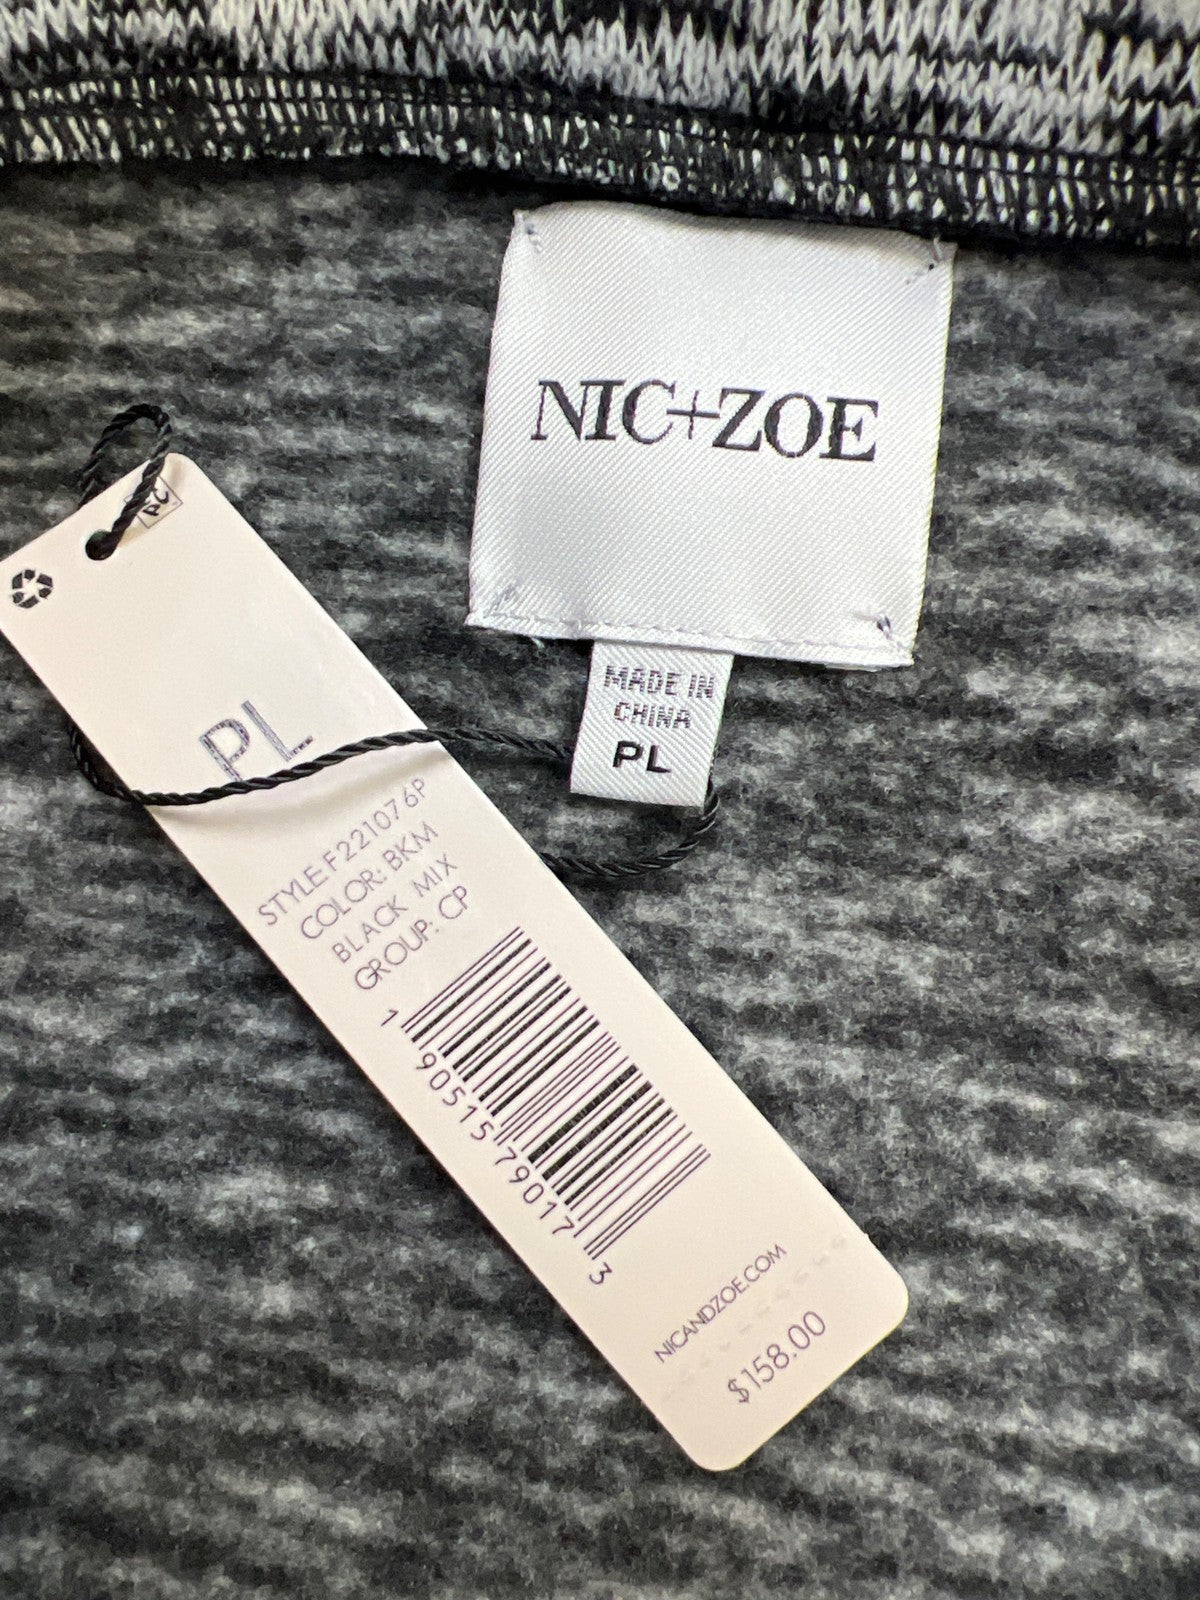 NIC+ZOE
MADE IN
CHINA
PL
PL
STYLE:F221076P
COLOR: BKM
BLACK MIX
GROUP: CP
1 90515 79017 3
NICANDZOE.COM
$158.00